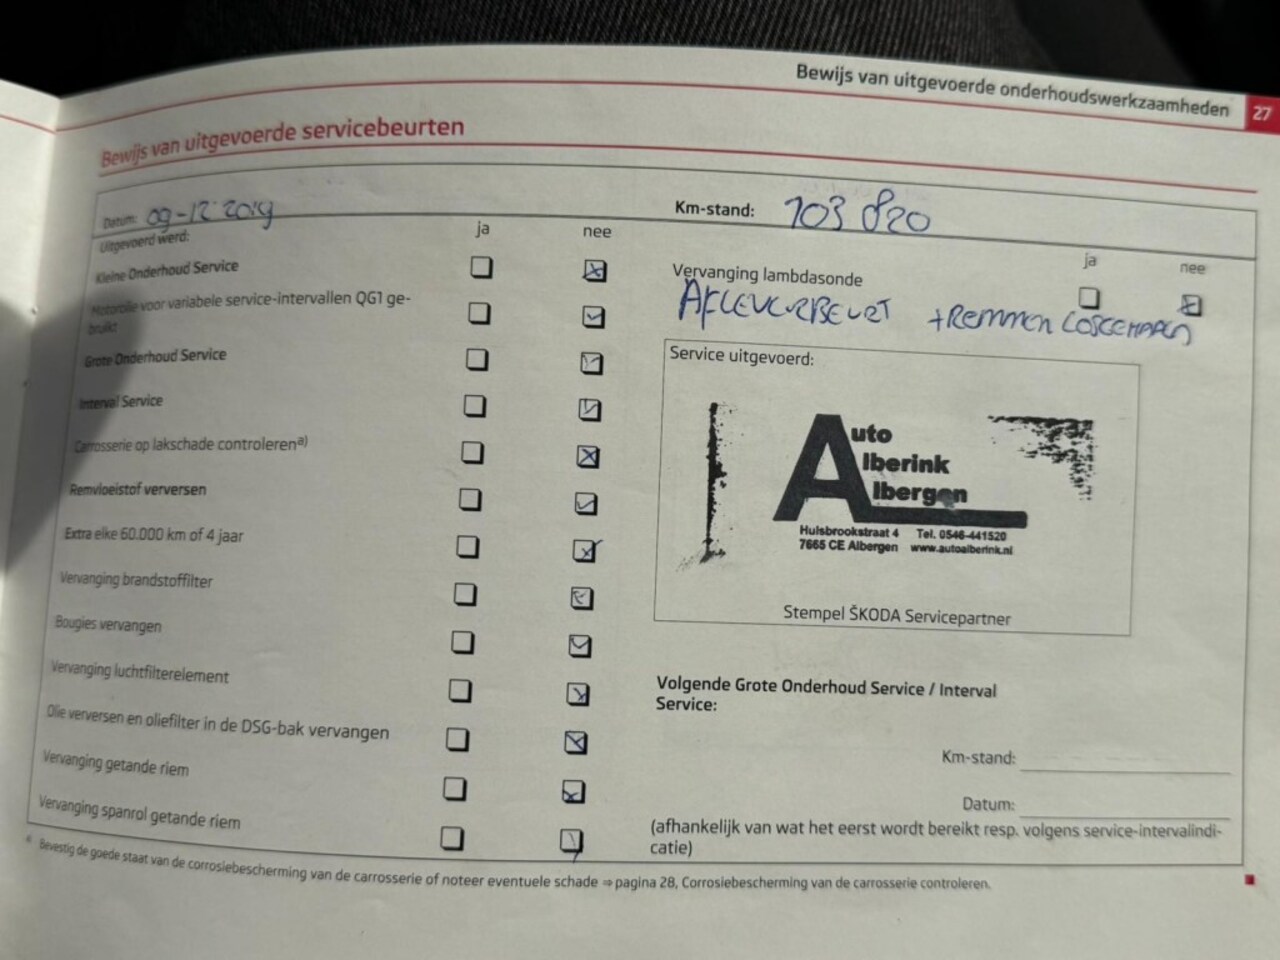 Bewijs van uitgevoerde onderhoudswerkzaamheden 27
Bewijs van uitgevoerde servicebeurten
Datum: 09-12-2019
Km-stand: 103 820
Uitgevoerd werd:
ja nee
Kleine Onderhoud Service
Motorolie voor variabele service-intervallen QG1 ge-
bruikt
Grote Onderhoud Service
Interval Service
Carrosserie op lakschade controleren a)
Remvloeistof verversen
Extra elke 60.000 km of 4 jaar
Vervanging brandstoffilter
Bougies vervangen
Vervanging luchtfilterelement
Olie verversen en oliefilter in de DSG-bak vervangen
Vervanging getande riem
Vervanging spanrol getande riem
ja nee
Vervanging lambdasonde
AFLEVERBEURT + REMMEN LOSGEMAAKT
Service uitgevoerd:
Auto
Alberink
Albergen
Hulsbrookstraat 4 Tel. 0546-441520
7665 CE Albergen www.autoalberink.nl
Stempel ŠKODA Servicepartner
Volgende Grote Onderhoud Service / Interval
Service:
Km-stand:
Datum:
(afhankelijk van wat het eerst wordt bereikt resp. volgens service-intervalindi-
catie)
a Bevestig de goede staat van de corrosiebescherming van de carrosserie of noteer eventuele schade ⇒ pagina 28, Corrosiebescherming van de carrosserie controleren.